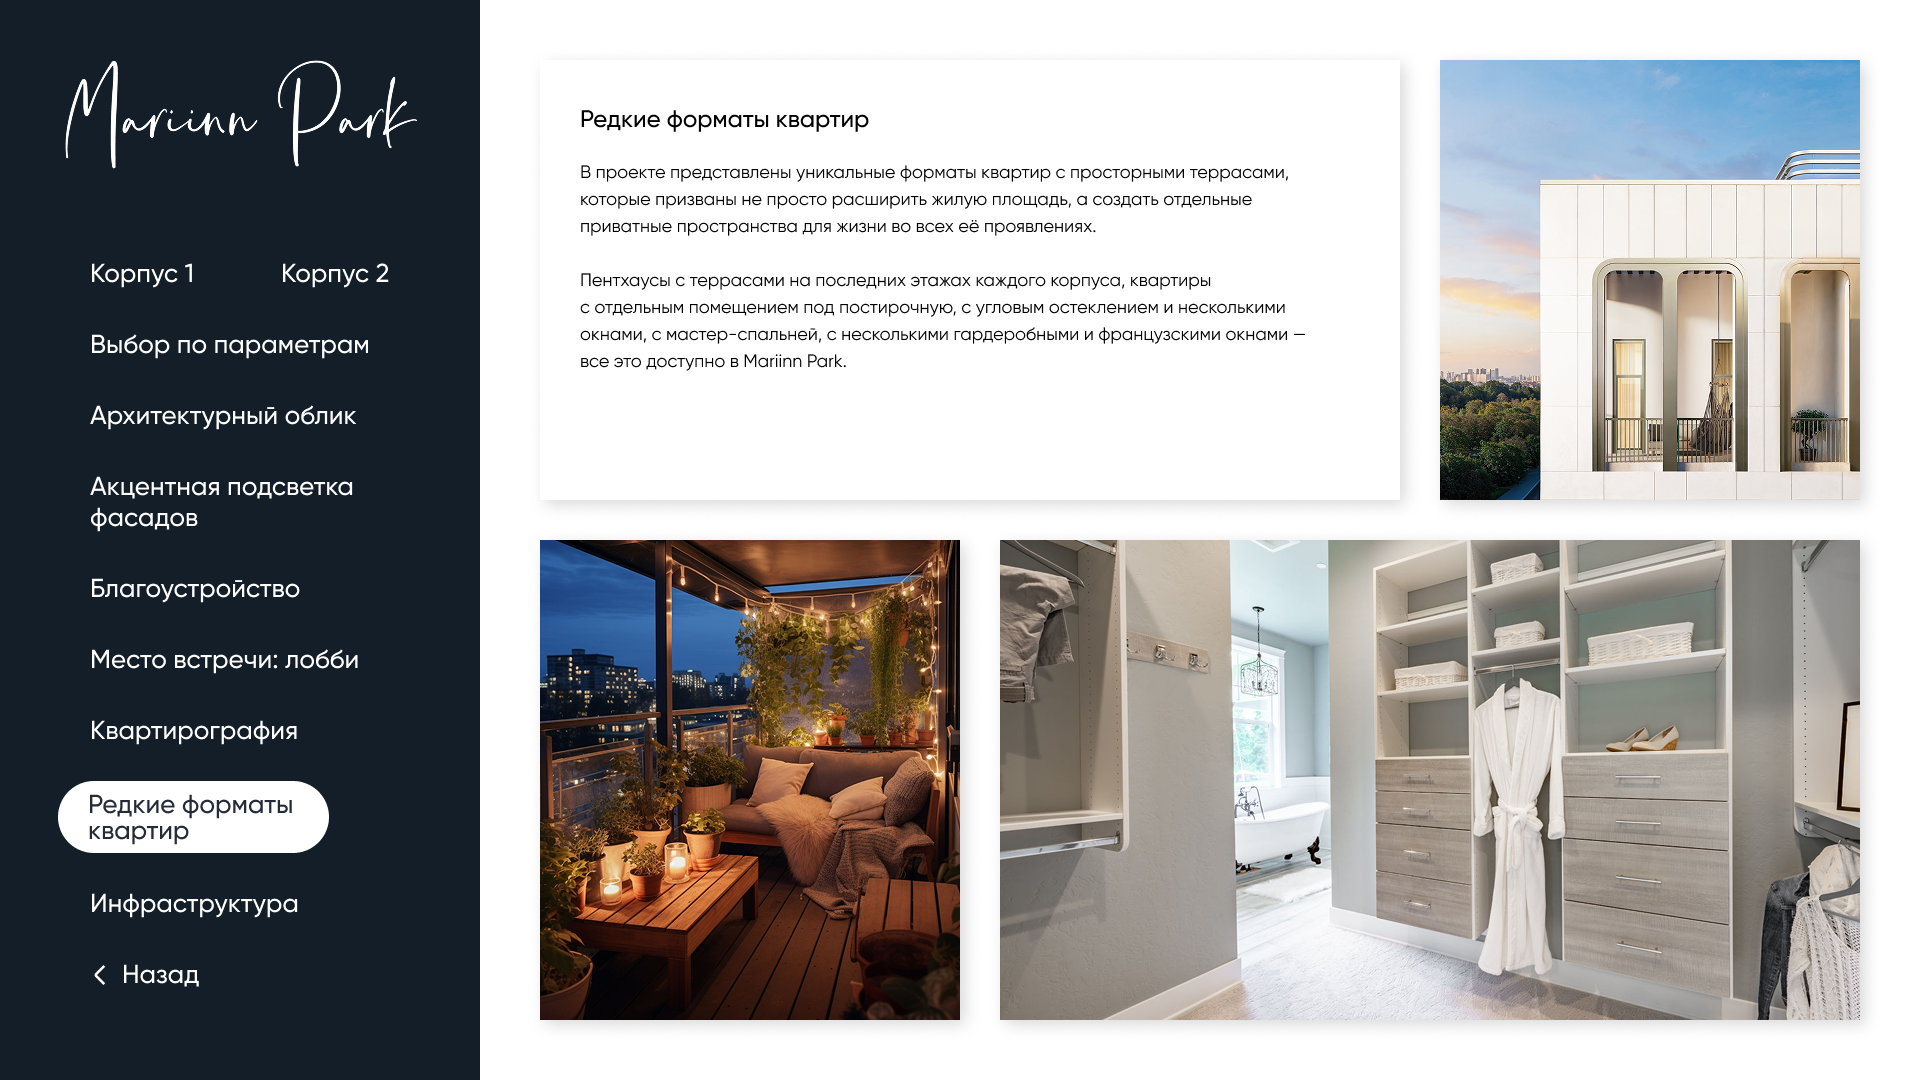 Mariinn Park
Корпус 1
Корпус 2
Выбор по параметрам
Архитектурный облик
Акцентная подсветка
фасадов
Благоустройство
Место встречи: лобби
Квартирография
Редкие форматы
квартир
Инфраструктура
Назад
Редкие форматы квартир
В проекте представлены уникальные форматы квартир с просторными террасами,
которые призваны не просто расширить жилую площадь, а создать отдельные
приватные пространства для жизни во всех её проявлениях.
Пентхаусы с террасами на последних этажах каждого корпуса, квартиры
с отдельным помещением под постирочную, с угловым остеклением и несколькими
окнами, с мастер-спальней, с несколькими гардеробными и французскими окнами —
все это доступно в Mariinn Park.